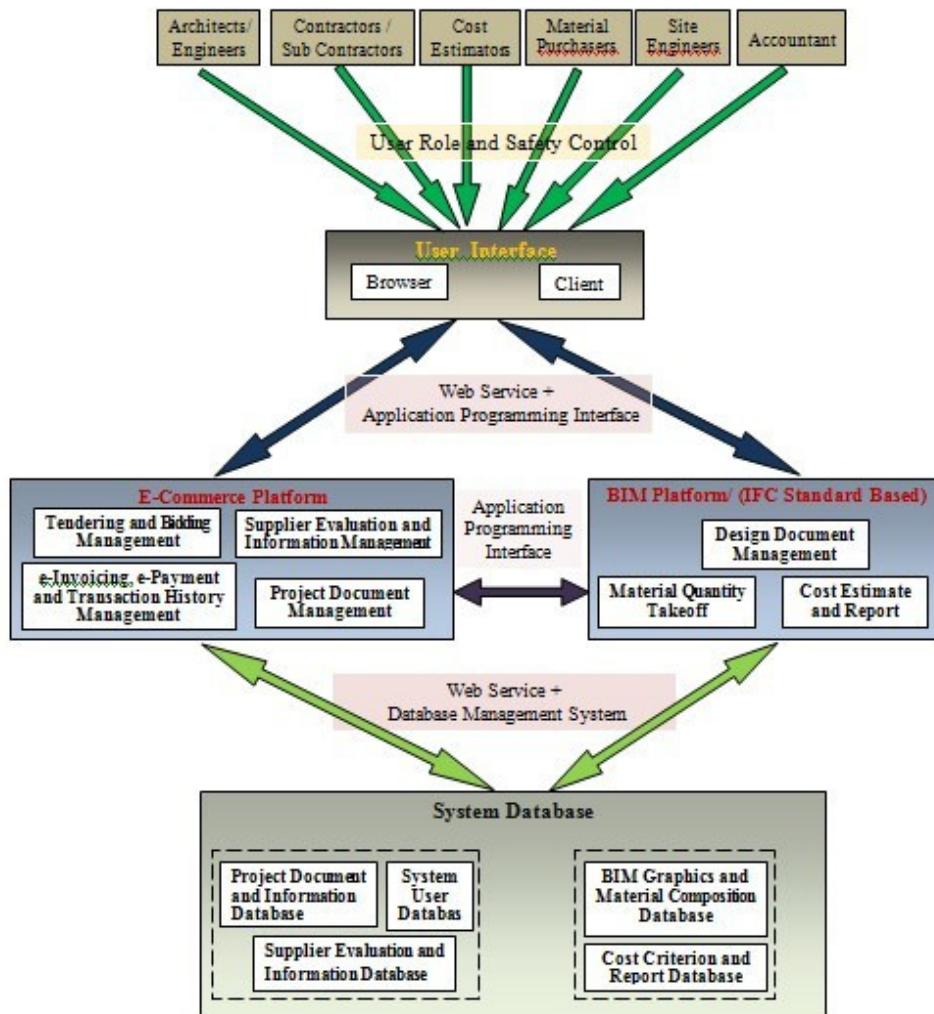 Architects/
Engineers
Contractors /
Sub Contractors
Cost
Estimators
Material
Purchasers
Site
Engineers
Accountant
User Role and Safety Control
User Interface
Browser
Client
Web Service +
Application Programming Interface
E-Commerce Platform
Tendering and Bidding
Management
Supplier Evaluation and
Information Management
e-Invoicing, e-Payment
and Transaction History
Management
Project Document
Management
Application
Programming
Interface
BIM Platform/ (IFC Standard Based)
Design Document
Management
Material Quantity
Takeoff
Cost Estimate
and Report
Web Service +
Database Management System
System Database
Project Document
and Information
Database
System
User
Databas
Supplier Evaluation and
Information Database
BIM Graphics and
Material Composition
Database
Cost Criterion and
Report Database